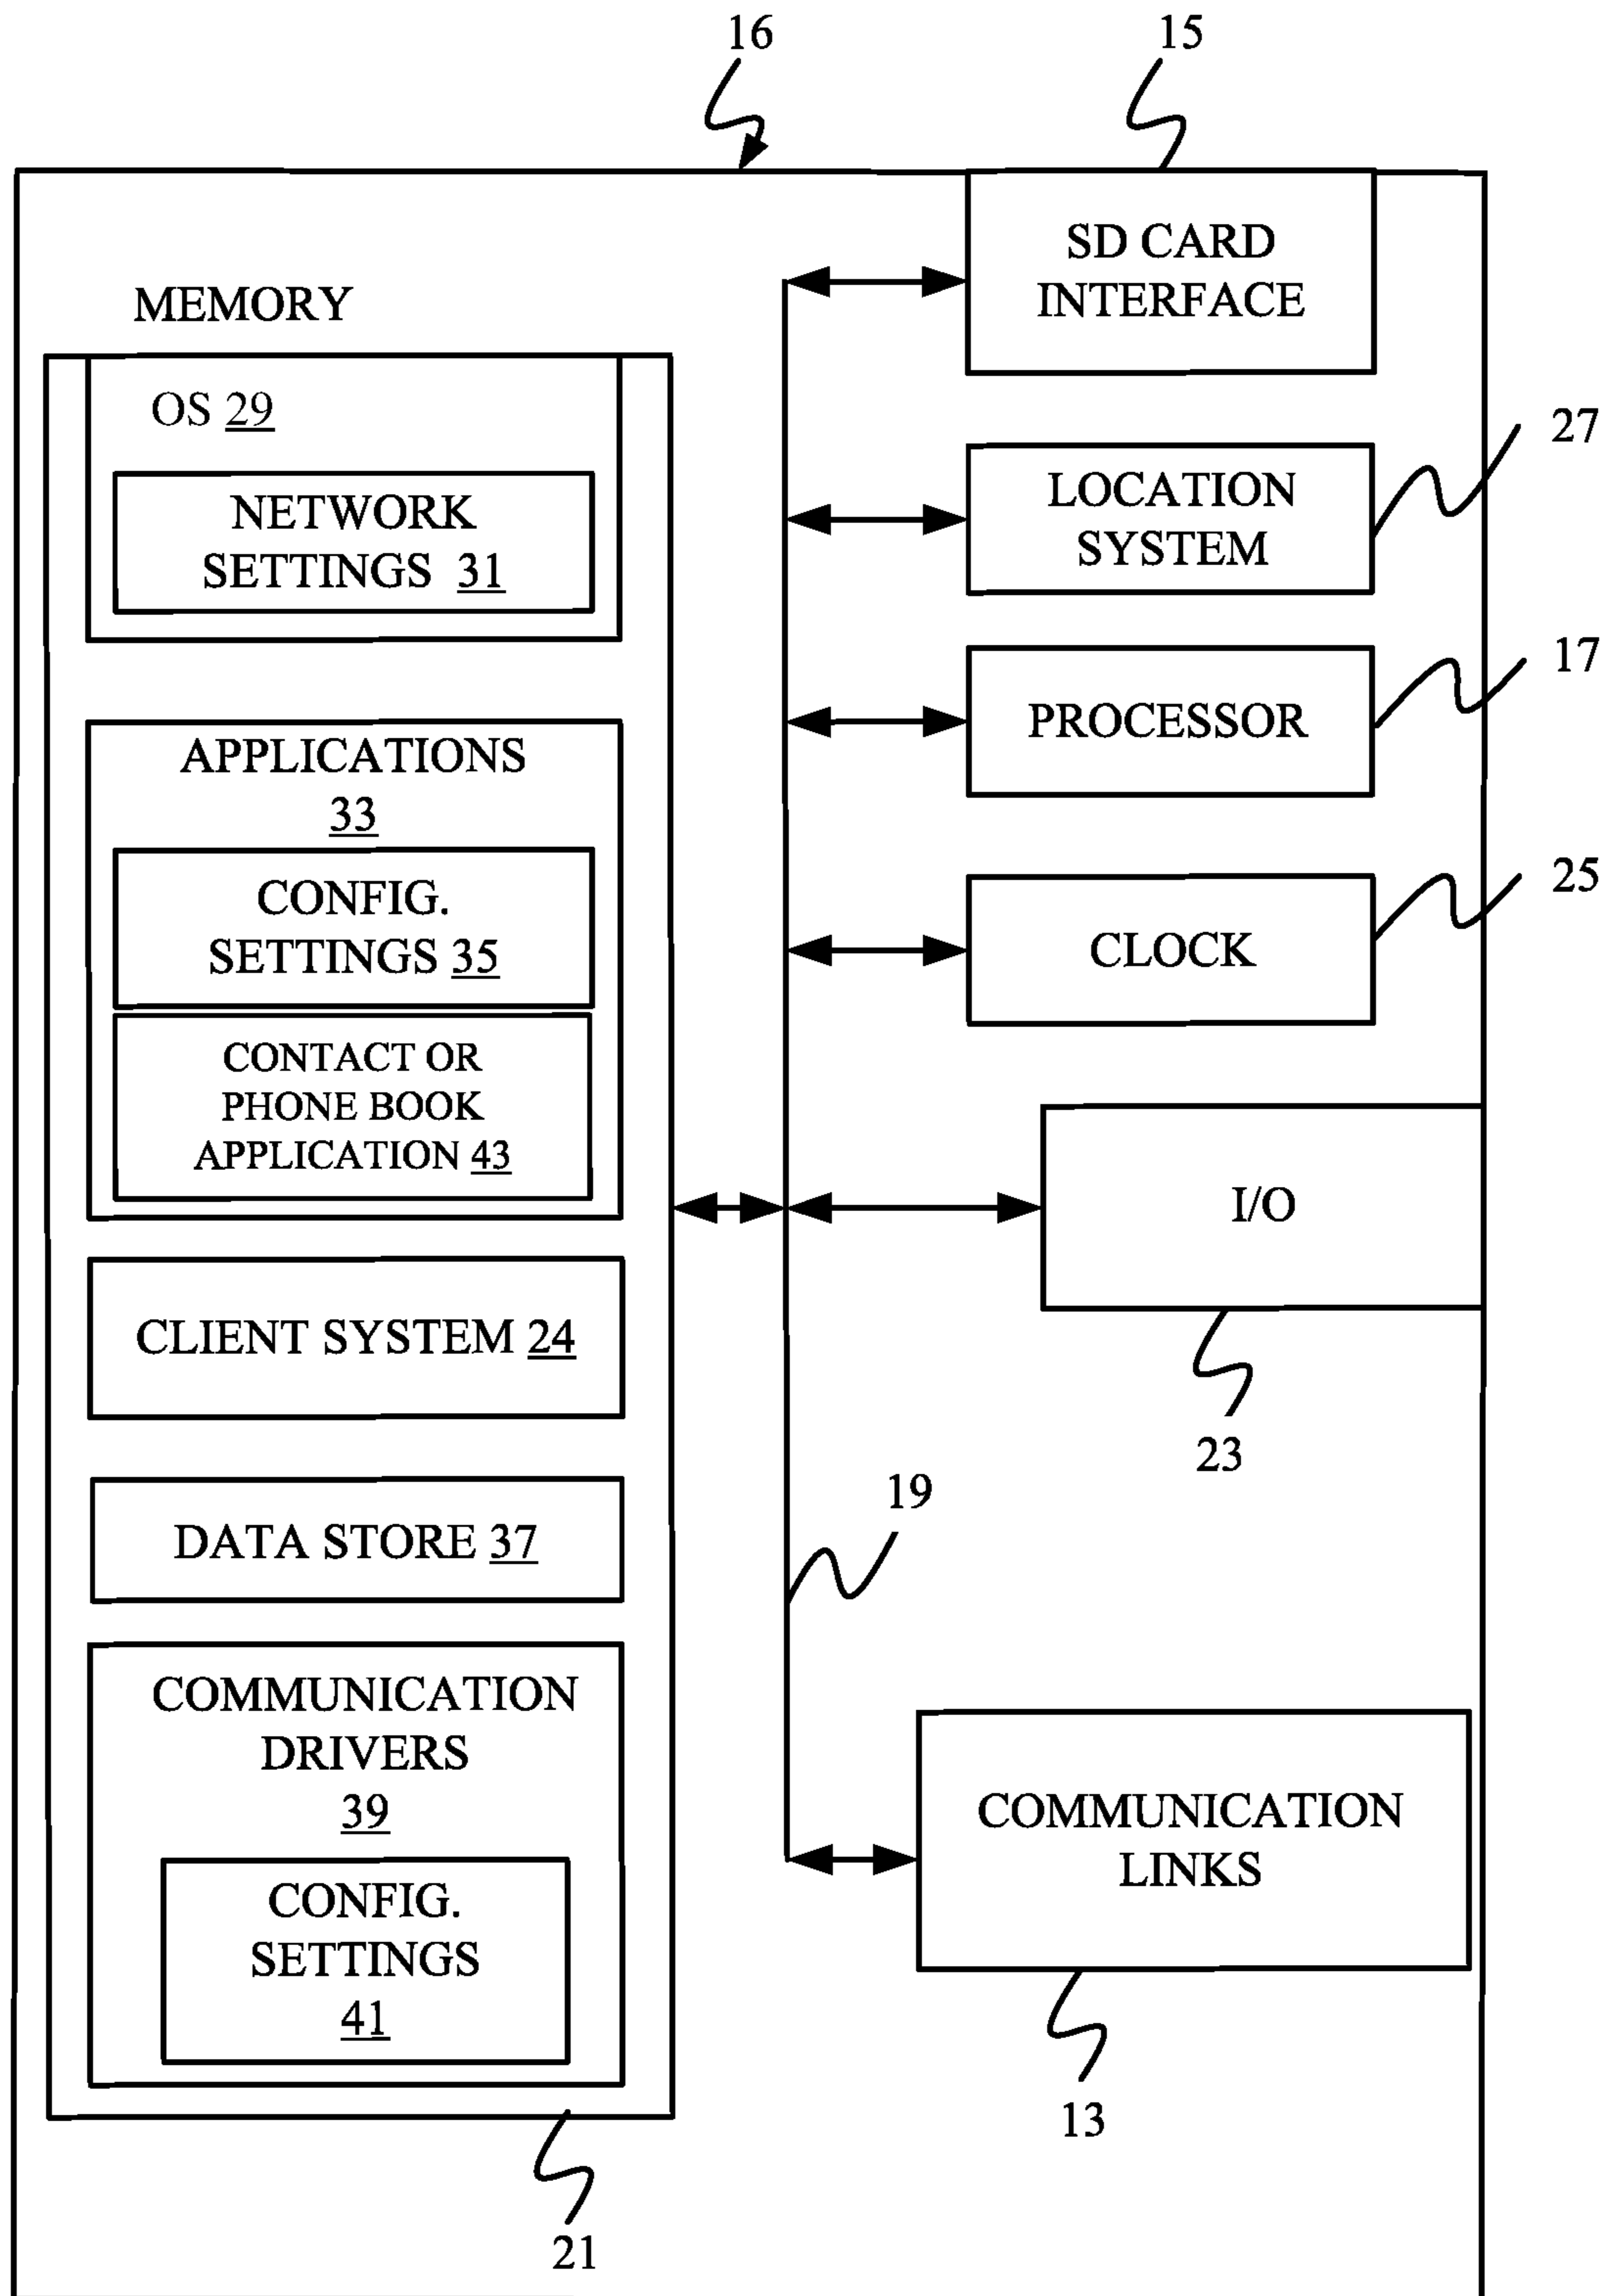 16
15
SD CARD
INTERFACE
MEMORY
OS 29
NETWORK
SETTINGS 31
APPLICATIONS
33
CONFIG.
SETTINGS 35
CONTACT OR
PHONE BOOK
APPLICATION 43
CLIENT SYSTEM 24
DATA STORE 37
COMMUNICATION
DRIVERS
39
CONFIG.
SETTINGS
41
21
27
LOCATION
SYSTEM
17
PROCESSOR
25
CLOCK
I/O
23
19
COMMUNICATION
LINKS
13